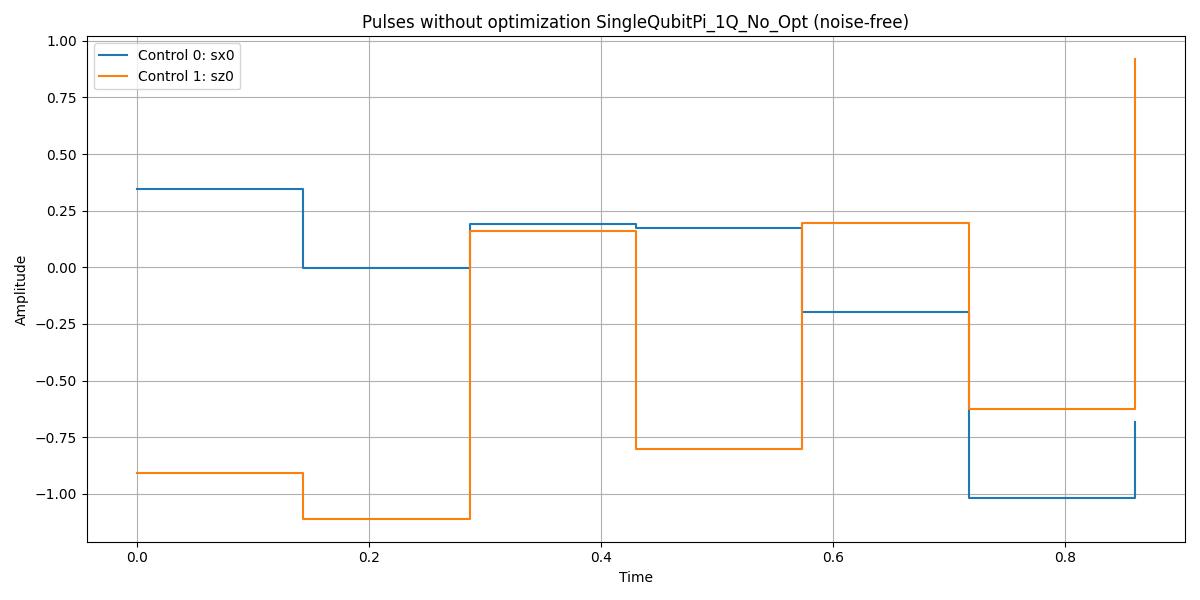 Pulses without optimization SingleQubitPi_1Q_No_Opt (noise-free)
Control 0: sx0
Control 1: sz0
Amplitude
1.00
0.75
0.50
0.25
0.00
−0.25
−0.50
−0.75
−1.00
0.0 0.2 0.4 0.6 0.8
Time